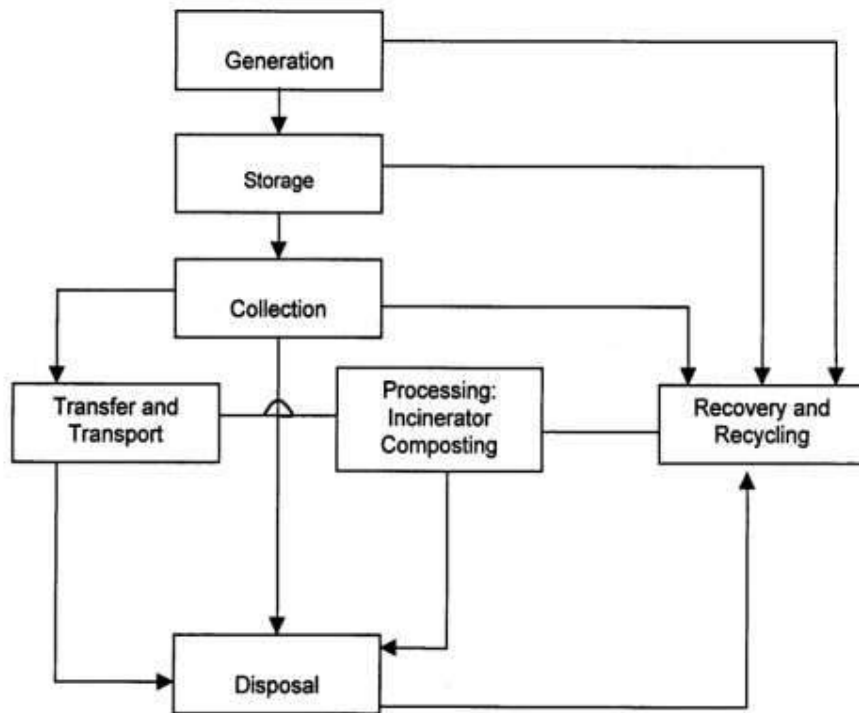 Generation
Storage
Collection
Transfer and
Transport
Processing:
Incinerator
Composting
Recovery and
Recycling
Disposal